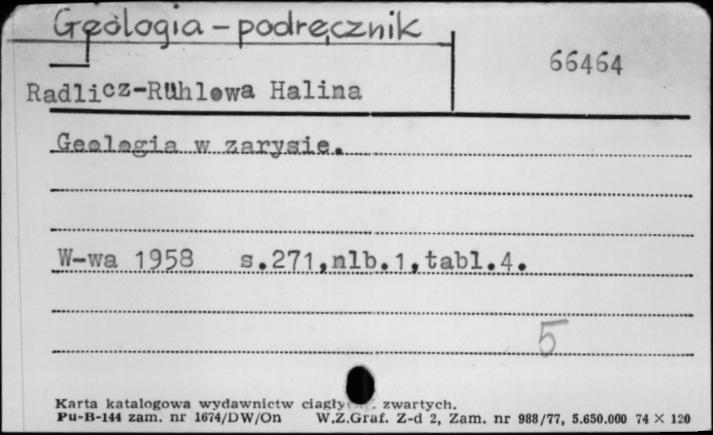 Geologia - podręcznik
66464
Radlicz-Rühlowa Halina
Geologia w zarysie.
W-wa 1958 s.271,nlb.1,tabl.4.
5
Karta katalogowa wydawnictw zwartych.
Pu-B-144 zam. nr 1674/DW/On W.Z.Graf. Z-d 2, Zam. nr 988/77, 5.650.000 74 × 120